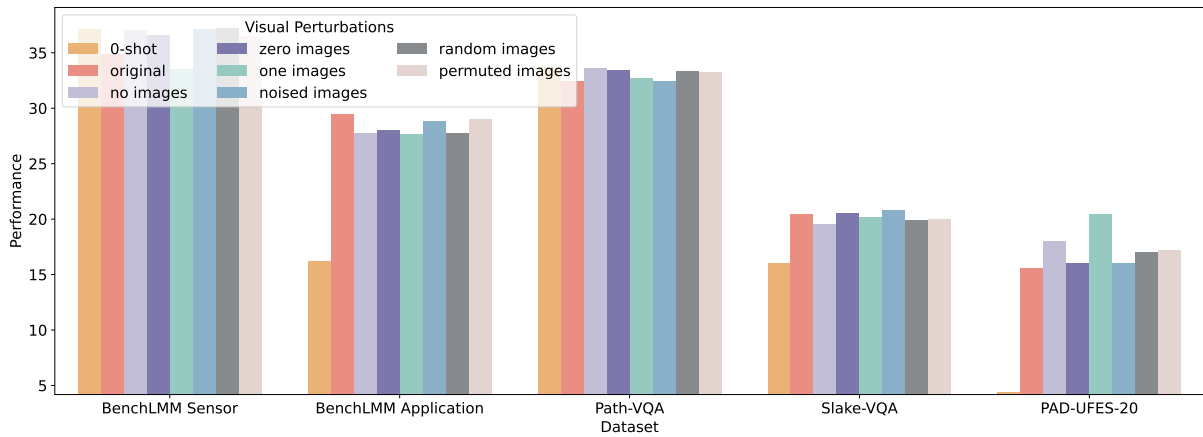 Visual Perturbations
0-shot
zero images
random images
original
one images
permuted images
no images
noised images
Performance
35
30
25
20
15
10
5
BenchLMM Sensor
BenchLMM Application
Path-VQA
Slake-VQA
PAD-UFES-20
Dataset